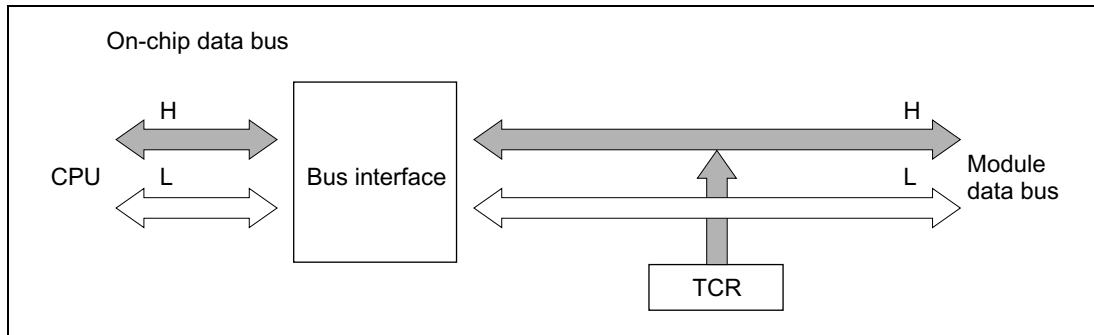 On-chip data bus
H
H
CPU
L
Bus interface
L
Module
data bus
TCR